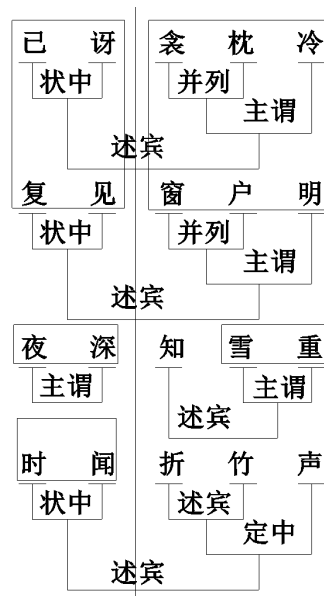 已 讶 衾 枕 冷
状中 并列
主谓
述宾
复 见 窗 户 明
状中 并列
主谓
述宾
夜 深 知 雪 重
主谓 主谓
述宾
时 闻 折 竹 声
状中 述宾
定中
述宾